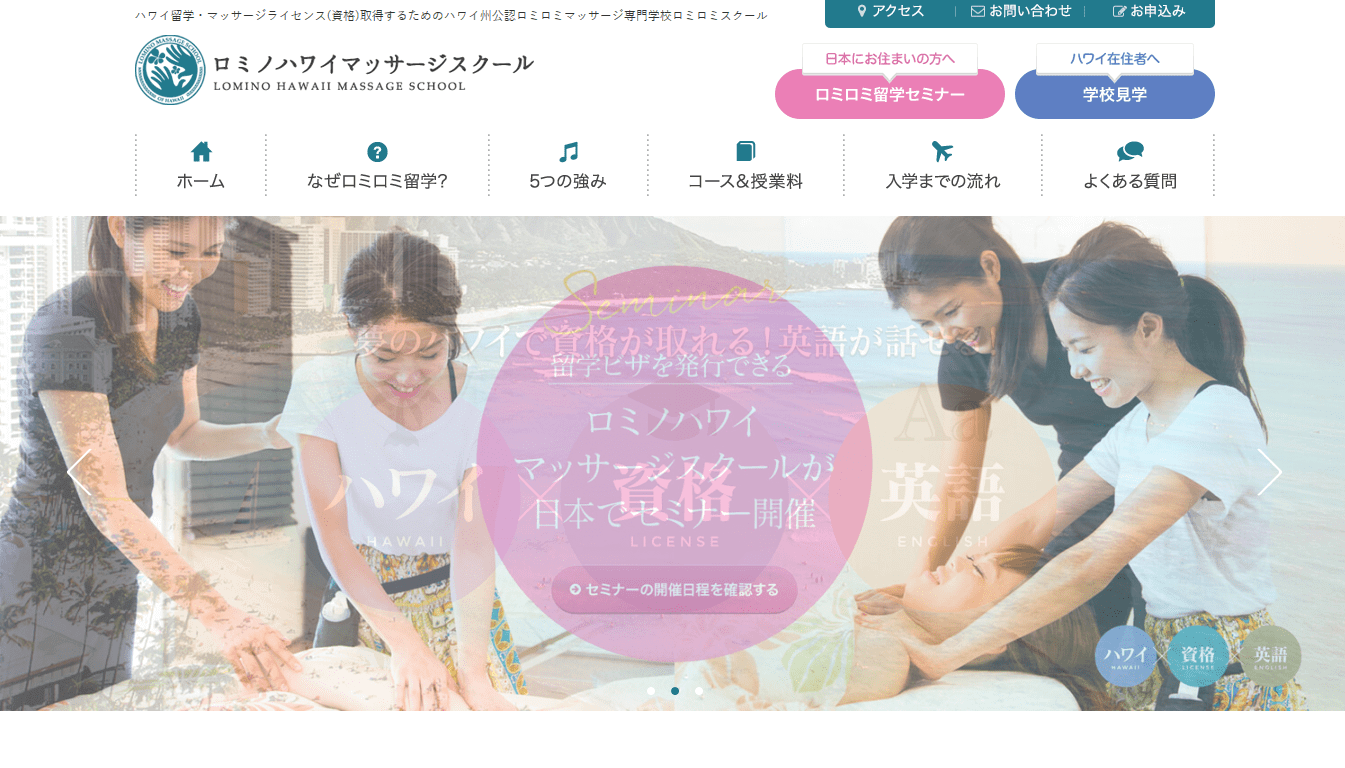 ハワイ留学・マッサージライセンス(資格)取得するためのハワイ州公認ロミロミマッサージ専門学校ロミロミスクール
アクセス
お問い合わせ
お申込み
LOMINO MASSAGE SCHOOL
OF HAWAII
ロミノハワイマッサージスクール
LOMINO HAWAII MASSAGE SCHOOL
日本にお住まいの方へ
ロミロミ留学セミナー
ハワイ在住者へ
学校見学
ホーム
なぜロミロミ留学?
5つの強み
コース&授業料
入学までの流れ
よくある質問
Seminar
夢のハワイで資格が取れる!英語が話せる
留学ビザを発行できる
ロミノハワイ
マッサージスクールが
日本でセミナー開催
セミナーの開催日程を確認する
ハワイ
HAWAII
資格
LICENSE
Aa
英語
ENGLISH
ハワイ
HAWAII
資格
LICENSE
英語
ENGLISH